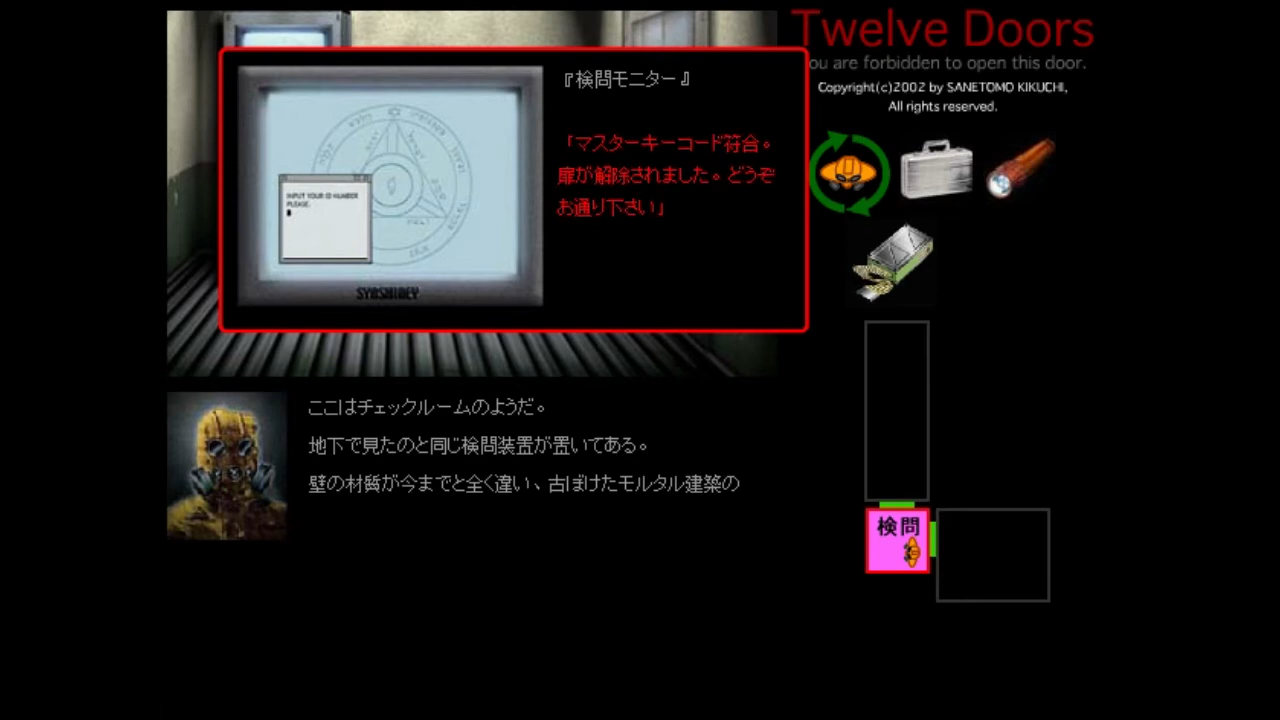 Twelve Doors
ou are forbidden to open this door.
Copyright(c)2002 by SANETOMO KIKUCHI,
All rights reserved.
『検問モニター』
「マスターキーコード符合。
扉が解除されました。どうぞ
お通り下さい」
INPUT YOUR ID NUMBER
PLEASE.
ここはチェックルームのようだ。
地下で見たのと同じ検問装置が置いてある。
壁の材質が今までと全く違い、古ぼけたモルタル建築の
検問